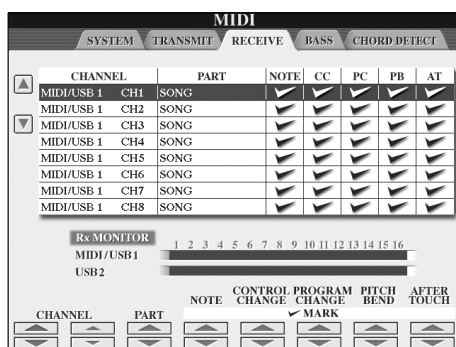 MIDI
SYSTEM TRANSMIT RECEIVE BASS CHORD DETECT
CHANNEL PART NOTE CC PC PB AT
MIDI/USB 1 CH1 SONG
MIDI/USB 1 CH2 SONG
MIDI/USB 1 CH3 SONG
MIDI/USB 1 CH4 SONG
MIDI/USB 1 CH5 SONG
MIDI/USB 1 CH6 SONG
MIDI/USB 1 CH7 SONG
MIDI/USB 1 CH8 SONG
Rx MONITOR 1 2 3 4 5 6 7 8 9 10 11 12 13 14 15 16
MIDI/USB1
USB2
CHANNEL PART NOTE CONTROL CHANGE PROGRAM CHANGE PITCH BEND AFTER TOUCH
MARK